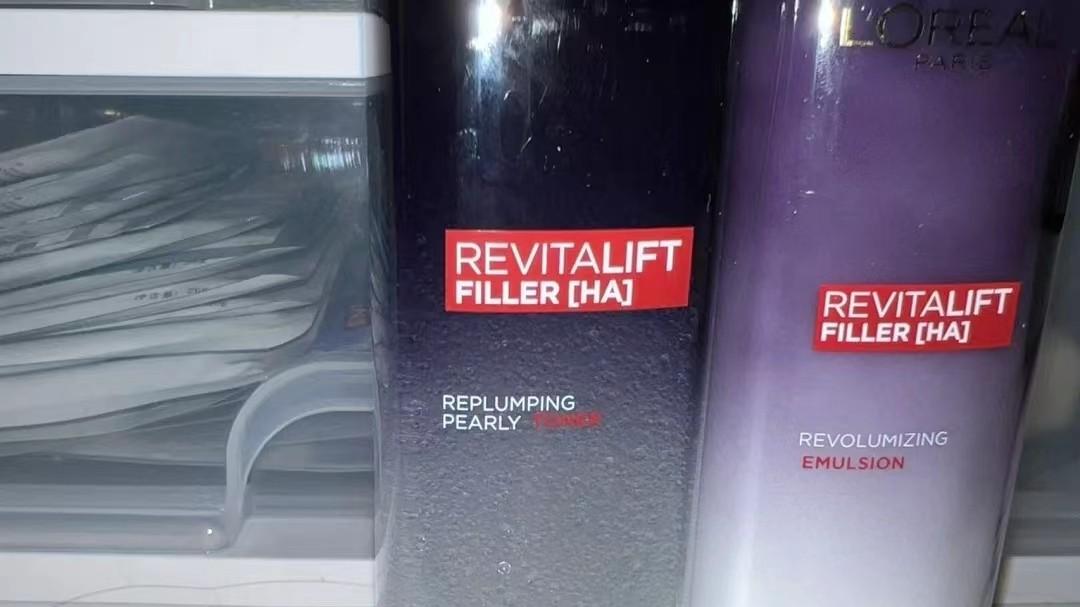 REVITALIFT
FILLER [HA]
REPLUMPING
PEARLY TONER
L'ORÉAL
PARIS
REVITALIFT
FILLER [HA]
REVOLUMIZING
EMULSION